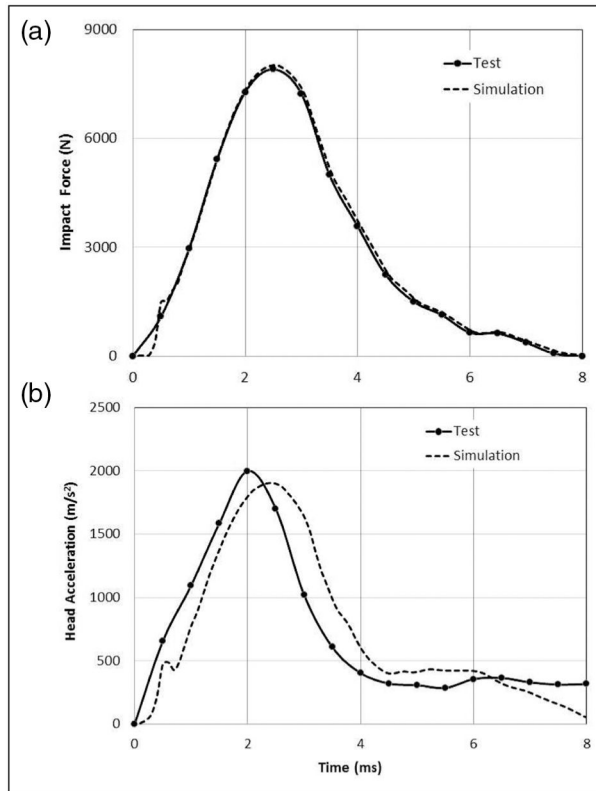 (a)
9000
6000
3000
0
Impact Force (N)
Test
Simulation
0 2 4 6 8
(b)
2500
2000
1500
1000
500
0
Head Acceleration (m/s²)
Test
Simulation
0 2 4 6 8
Time (ms)